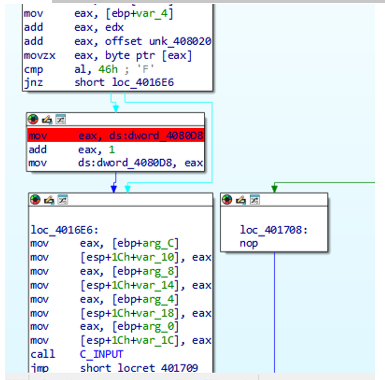 mov eax, [ebp+var_4]
add eax, edx
add eax, offset unk_408020
movzx eax, byte ptr [eax]
cmp al, 46h ; 'F'
jnz short loc_4016E6
mov eax, ds:dword_4080D8
add eax, 1
mov ds:dword_4080D8, eax
loc_4016E6:
mov eax, [ebp+arg_C]
mov [esp+1Ch+var_10], eax
mov eax, [ebp+arg_8]
mov [esp+1Ch+var_14], eax
mov eax, [ebp+arg_4]
mov [esp+1Ch+var_18], eax
mov eax, [ebp+arg_0]
mov [esp+1Ch+var_1C], eax
call C_INPUT
jmp short locret_401709
loc_401708:
nop